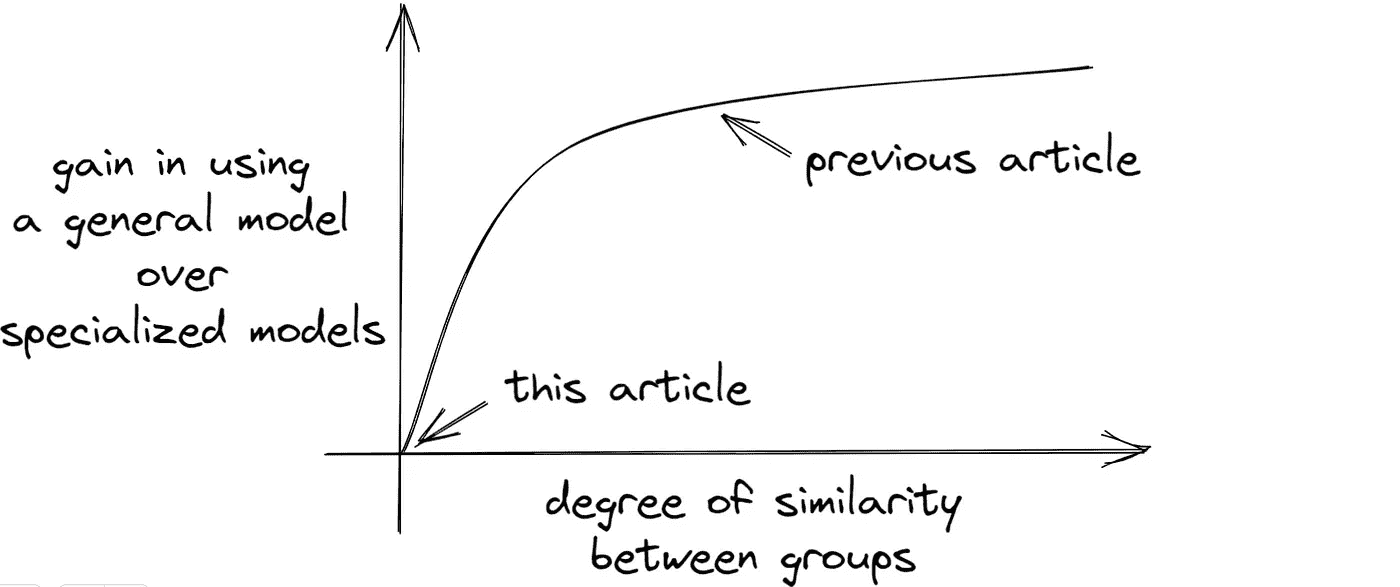 gain in using
a general model
over
specialized models
previous article
this article
degree of similarity
between groups